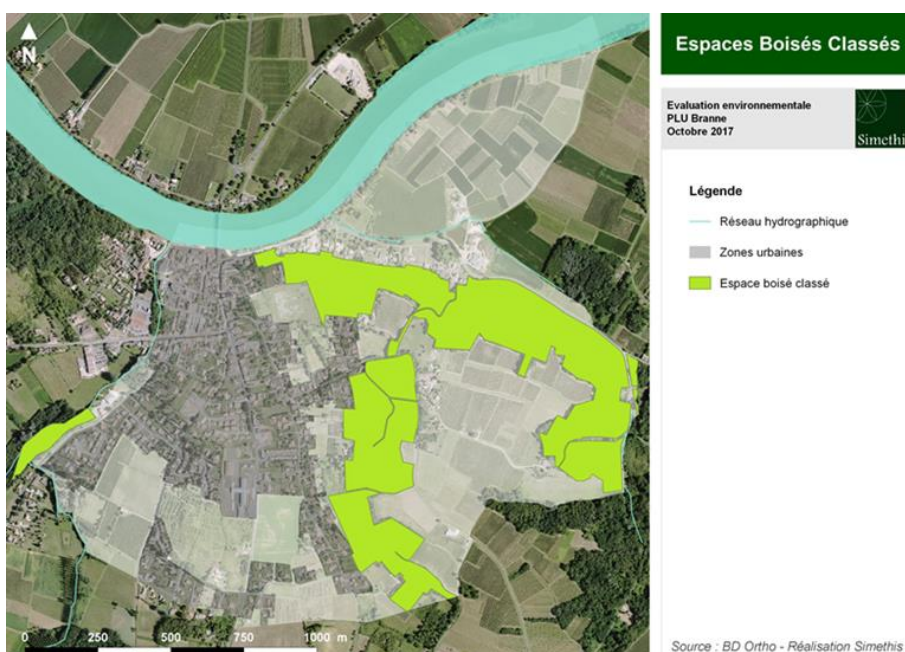 N
Espaces Boisés Classés
Evaluation environnementale
PLU Branne
Octobre 2017
Légende
Réseau hydrographique
Zones urbaines
Espace boisé classé
0 250 500 750 1000 m
Source : BD Ortho - Réalisation Simethis